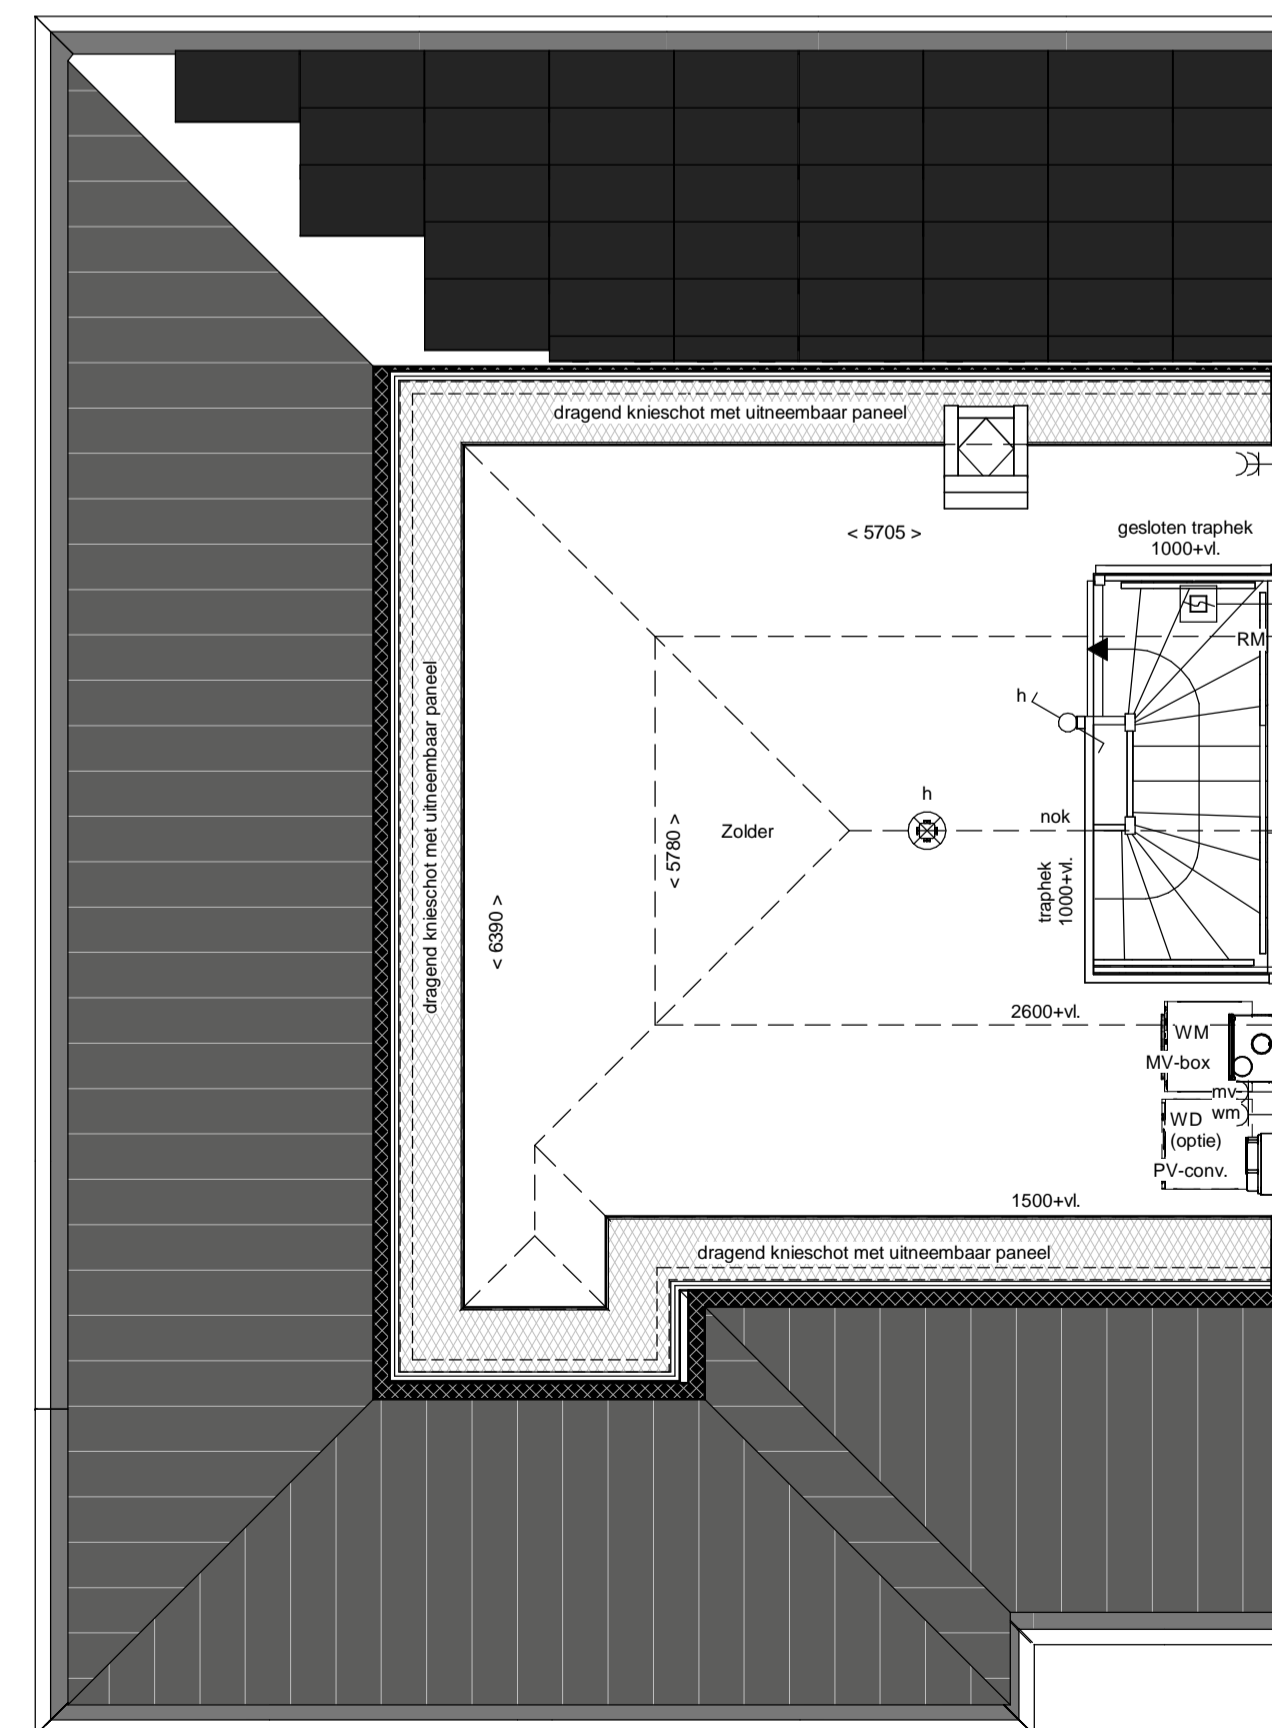 dragend knieschot met uitneembaar paneel
< 5705 >
gesloten traphek
1000+vl.
RM
h
dragend knieschot met uitneembaar paneel
h
nok
Zolder
< 5780 >
traphek
1000+vl.
< 6390 >
2600+vl.
WM
MV-box
mv
wm
WD
(optie)
PV-conv.
1500+vl.
dragend knieschot met uitneembaar paneel